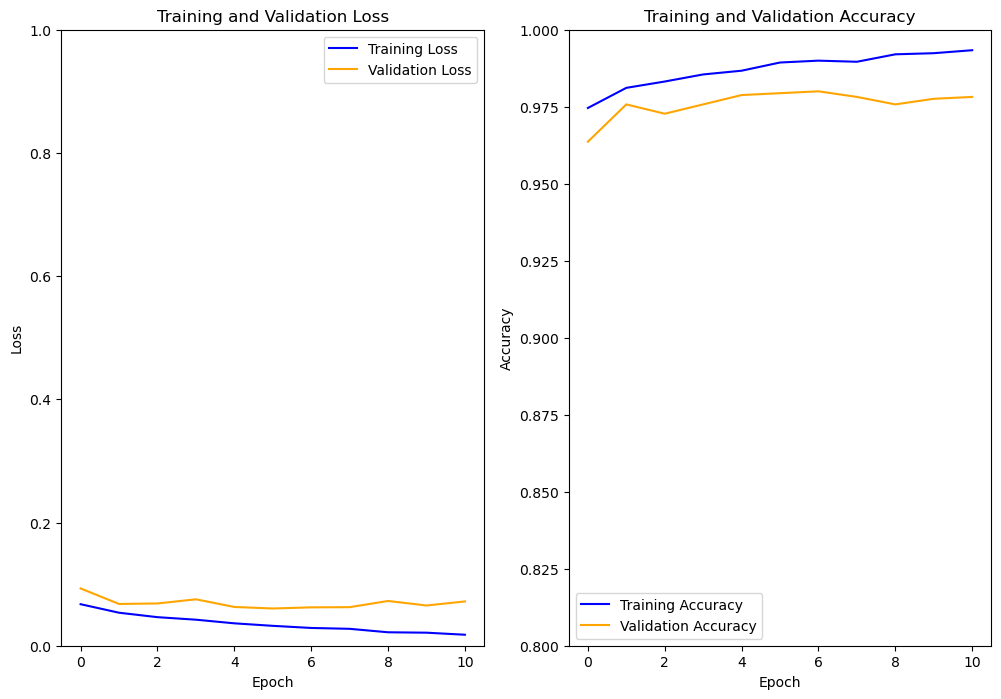 Training and Validation Loss
1.0
0.8
0.6
0.4
0.2
0.0
Loss
Training Loss
Validation Loss
0 2 4 6 8 10
Epoch
Training and Validation Accuracy
1.000
0.975
0.950
0.925
0.900
0.875
0.850
0.825
0.800
Accuracy
Training Accuracy
Validation Accuracy
0 2 4 6 8 10
Epoch